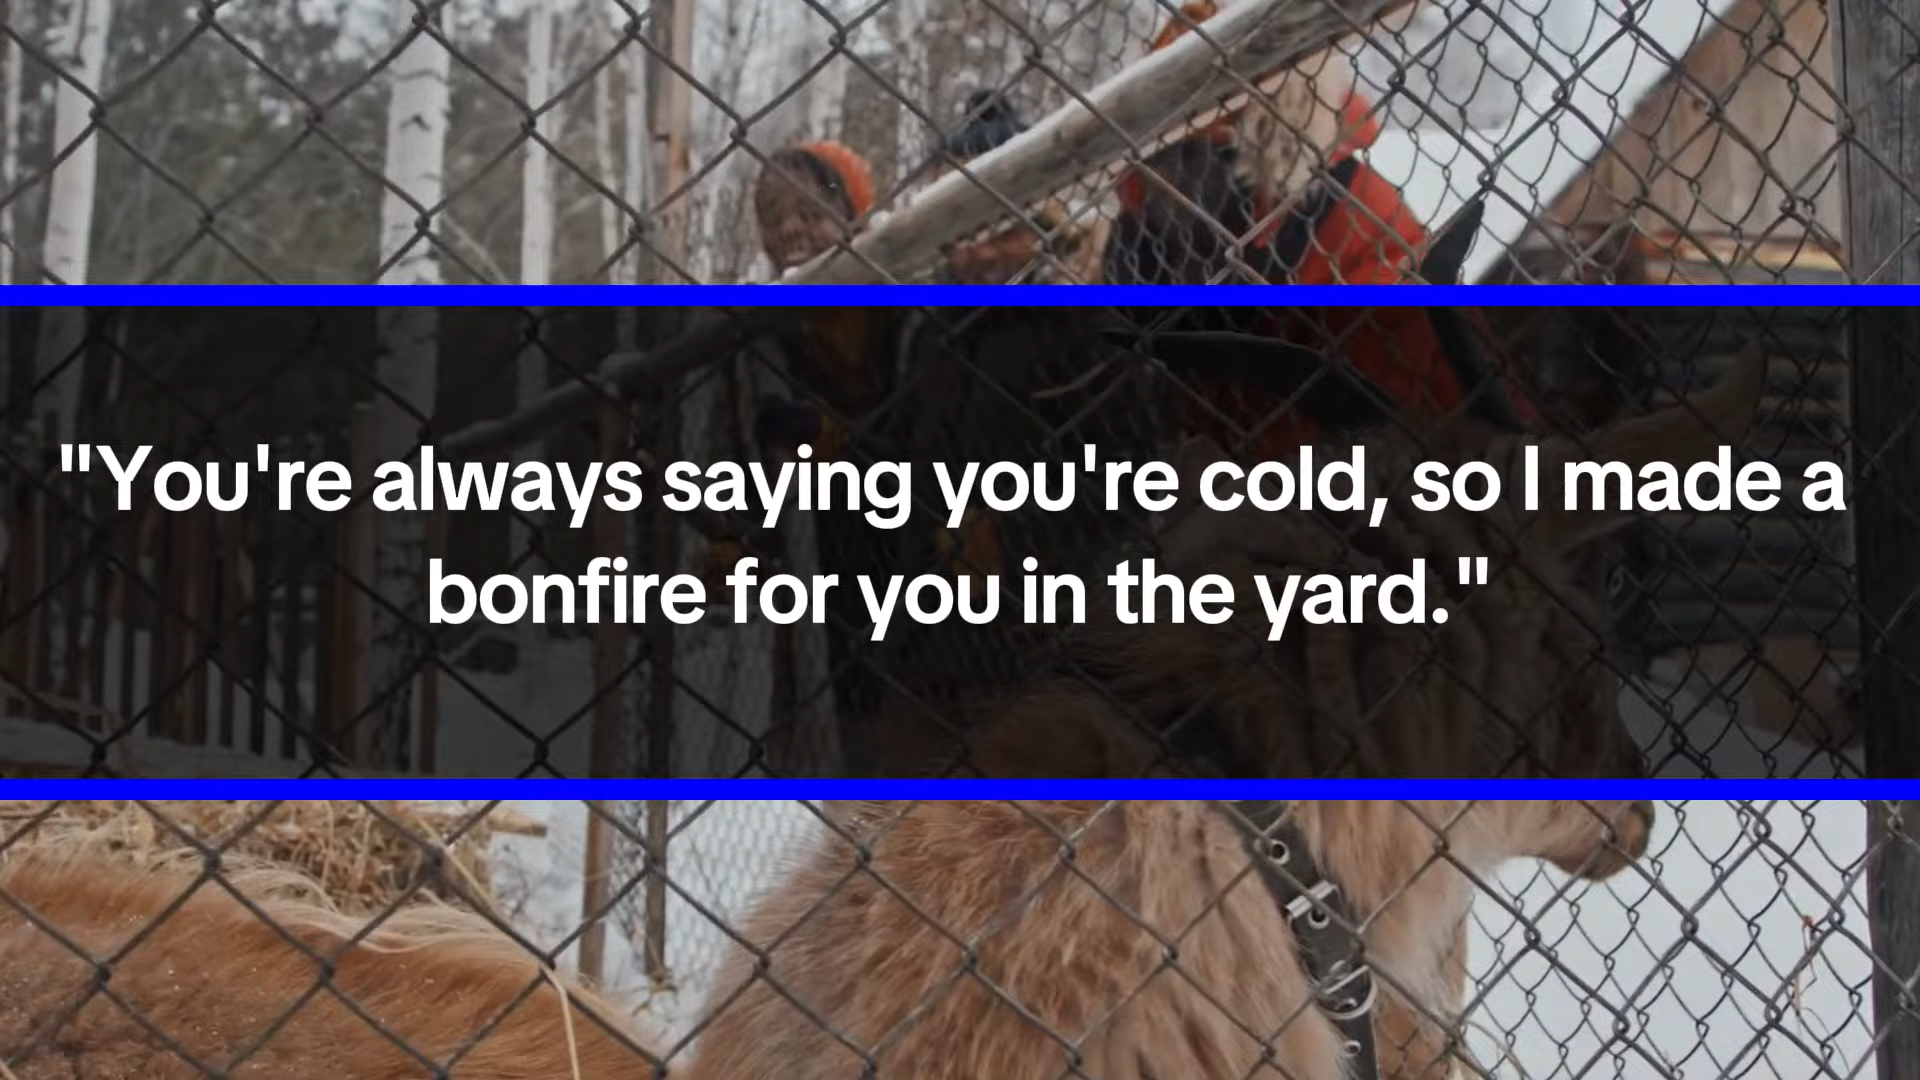 "You're always saying you're cold, so I made a
bonfire for you in the yard."